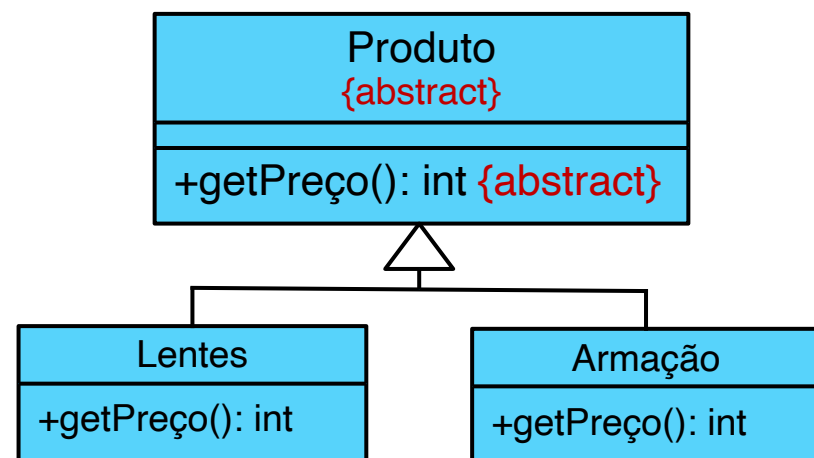 Produto
{abstract}
+getPreço(): int {abstract}
Lentes
+getPreço(): int
Armação
+getPreço(): int